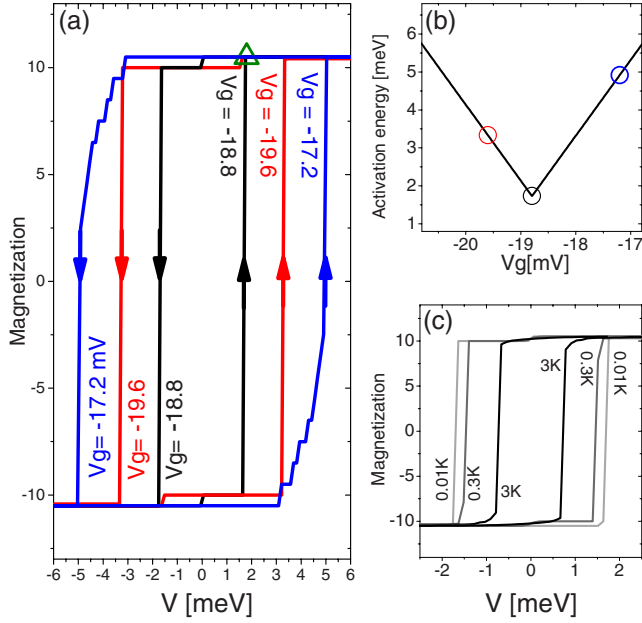 (a)
10
5
0
-5
-10
Magnetization
Vg = -18.8
Vg = -19.6
Vg = -17.2
Vg= -17.2 mV
Vg= -19.6
Vg= -18.8
-6 -5 -4 -3 -2 -1 0 1 2 3 4 5 6
V [meV]
(b)
6
5
4
3
2
1
Activation energy [meV]
-20 -19 -18 -17
Vg[mV]
(c)
10
5
0
-5
-10
Magnetization
0.01K
0.3K
3K
3K
0.3K
0.01K
-2 -1 0 1 2
V [meV]